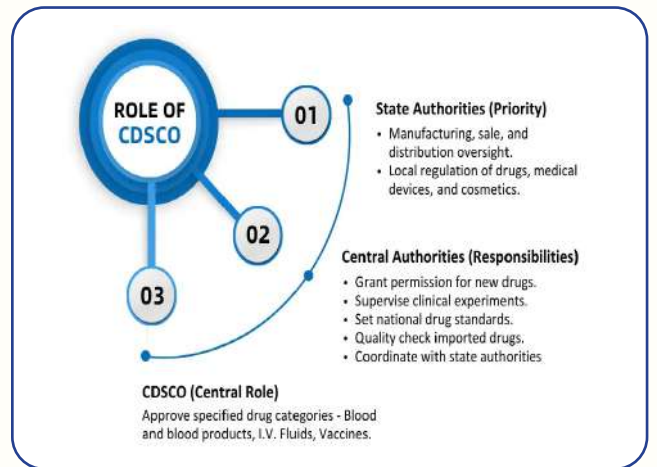 ROLE OF
CDSCO
01
02
03
State Authorities (Priority)
• Manufacturing, sale, and
distribution oversight.
• Local regulation of drugs, medical
devices, and cosmetics.
Central Authorities (Responsibilities)
• Grant permission for new drugs.
• Supervise clinical experiments.
• Set national drug standards.
• Quality check imported drugs.
• Coordinate with state authorities
CDSCO (Central Role)
Approve specified drug categories - Blood
and blood products, I.V. Fluids, Vaccines.